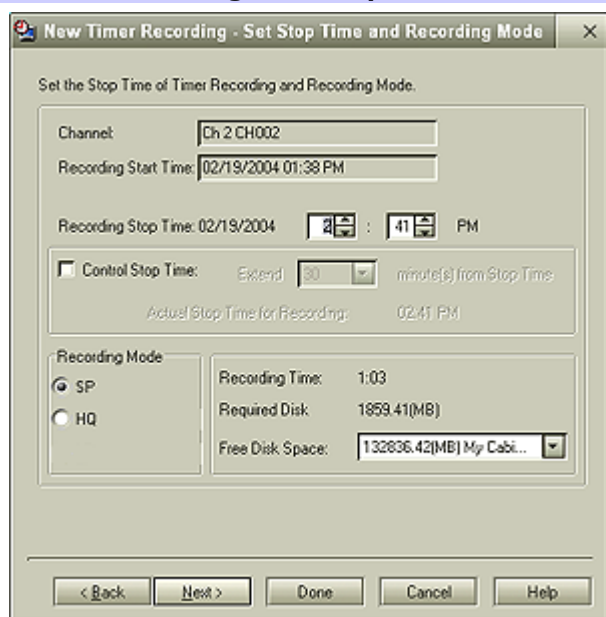 New Timer Recording - Set Stop Time and Recording Mode
Set the Stop Time of Timer Recording and Recording Mode.
Channel: Ch 2 CH002
Recording Start Time: 02/19/2004 01:38 PM
Recording Stop Time: 02/19/2004 2 : 41 PM
Control Stop Time: Extend 30 minute(s) from Stop Time
Actual Stop Time for Recording: 02:41 PM
Recording Mode
SP
HQ
Recording Time: 1:03
Required Disk 1859.41(MB)
Free Disk Space: 132836.42(MB) My Cabi...
< Back Next > Done Cancel Help